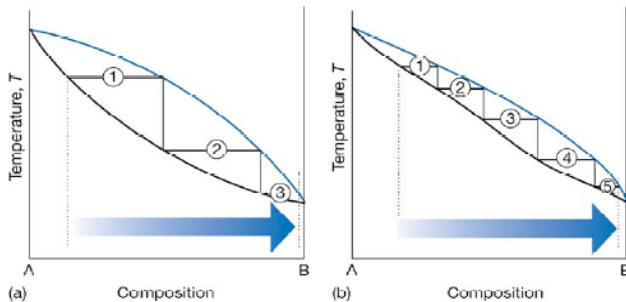 Temperature, T
1
2
3
A
B
(a)
Composition
Temperature, T
1
2
3
4
5
A
B
(b)
Composition